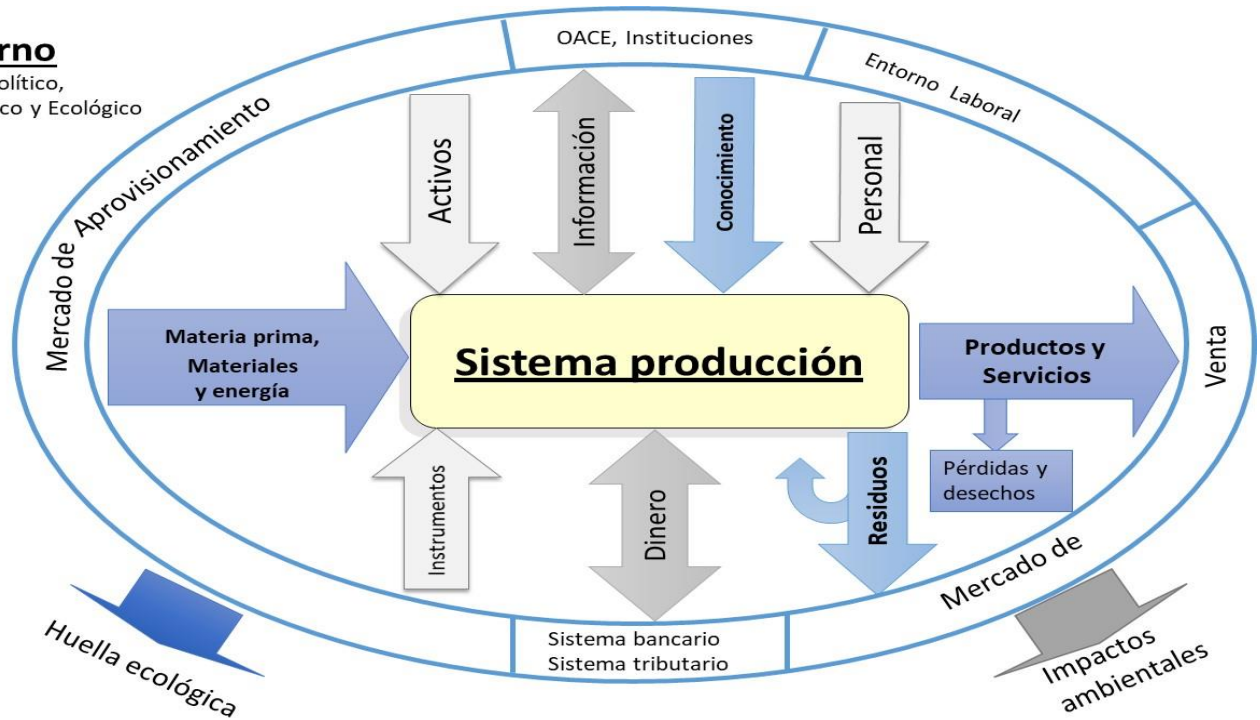 rno
olítico,
co y Ecológico
OACE, Instituciones
Entorno Laboral
Mercado de Aprovisionamiento
Activos
Información
Conocimiento
Personal
Materia prima,
Materiales
y energía
Sistema producción
Productos y
Servicios
Venta
Pérdidas y
desechos
Instrumentos
Dinero
Residuos
Mercado de
Sistema bancario
Sistema tributario
Huella ecológica
Impactos
ambientales